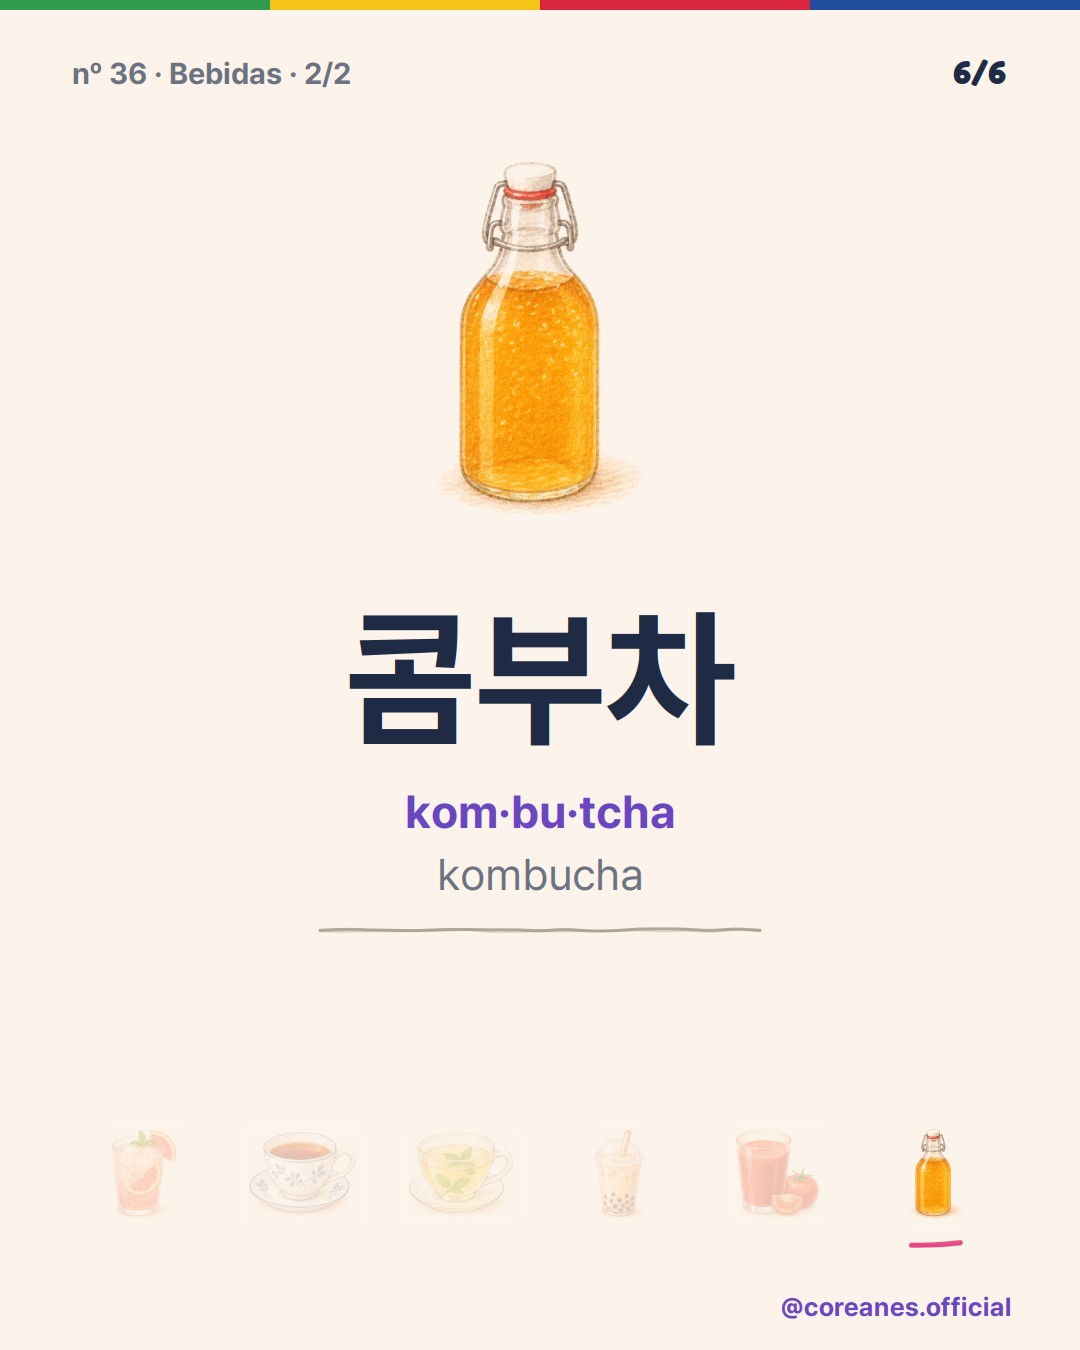 nº 36 · Bebidas · 2/2
6/6
콤부차
kom·bu·tcha
kombucha
@coreanes.official